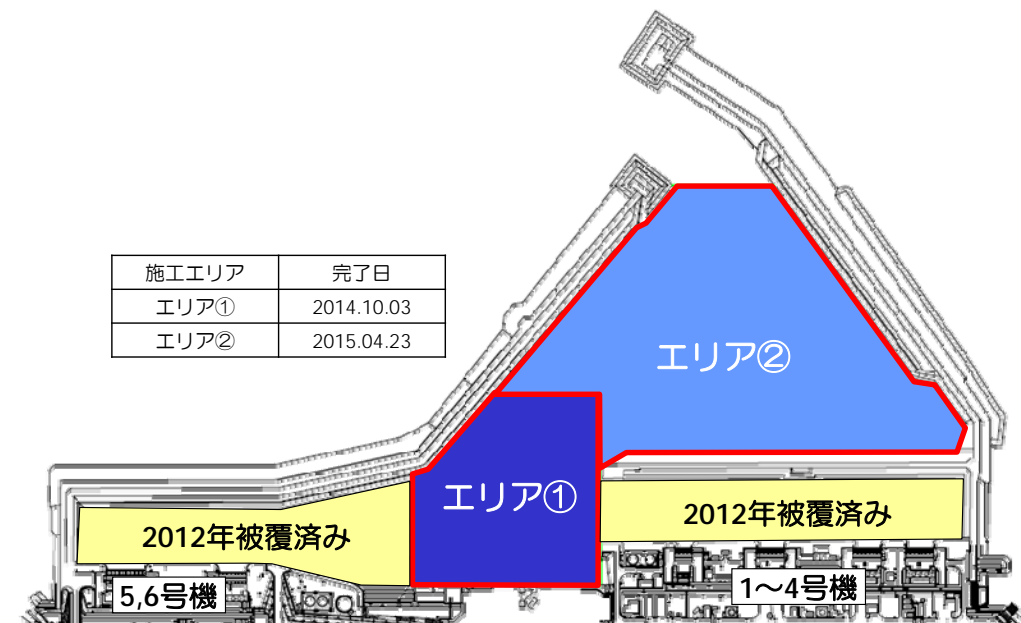 施工エリア 完了日
エリア① 2014.10.03
エリア② 2015.04.23
エリア②
エリア①
2012年被覆済み
2012年被覆済み
5,6号機
1～4号機